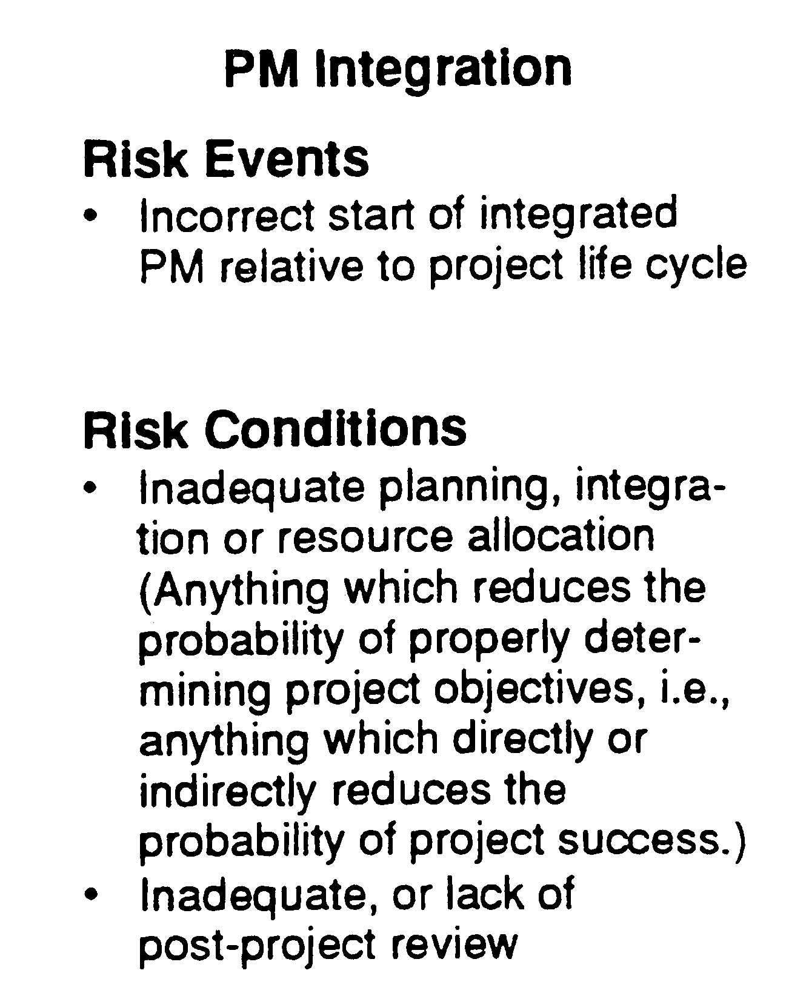 PM Integration
Risk Events
• Incorrect start of integrated
PM relative to project life cycle
Risk Conditions
• Inadequate planning, integra-
tion or resource allocation
(Anything which reduces the
probability of properly deter-
mining project objectives, i.e.,
anything which directly or
indirectly reduces the
probability of project success.)
• Inadequate, or lack of
post-project review